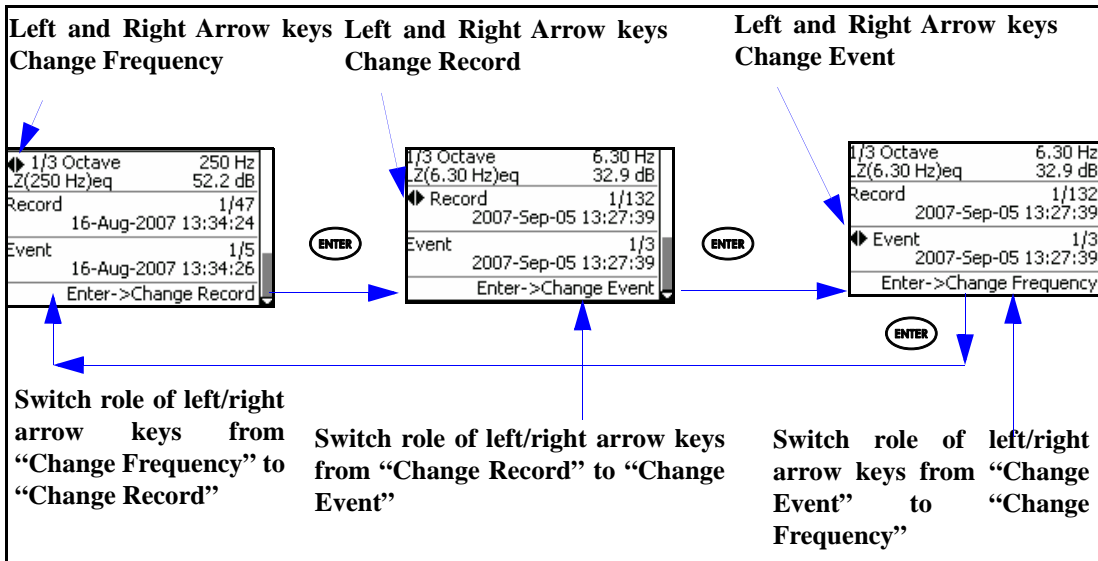 Left and Right Arrow keys
Change Frequency
Left and Right Arrow keys
Change Record
Left and Right Arrow keys
Change Event
1/3 Octave 250 Hz
LZ(250 Hz)eq 52.2 dB
Record 1/47
16-Aug-2007 13:34:24
Event 1/5
16-Aug-2007 13:34:26
Enter->Change Record
ENTER
1/3 Octave 6.30 Hz
LZ(6.30 Hz)eq 32.9 dB
Record 1/132
2007-Sep-05 13:27:39
Event 1/3
2007-Sep-05 13:27:39
Enter->Change Event
ENTER
1/3 Octave 6.30 Hz
LZ(6.30 Hz)eq 32.9 dB
Record 1/132
2007-Sep-05 13:27:39
Event 1/3
2007-Sep-05 13:27:39
Enter->Change Frequency
ENTER
Switch role of left/right
arrow keys from
“Change Frequency” to
“Change Record”
Switch role of left/right arrow keys
from “Change Record” to “Change
Event”
Switch role of left/right
arrow keys from “Change
Event” to “Change
Frequency”